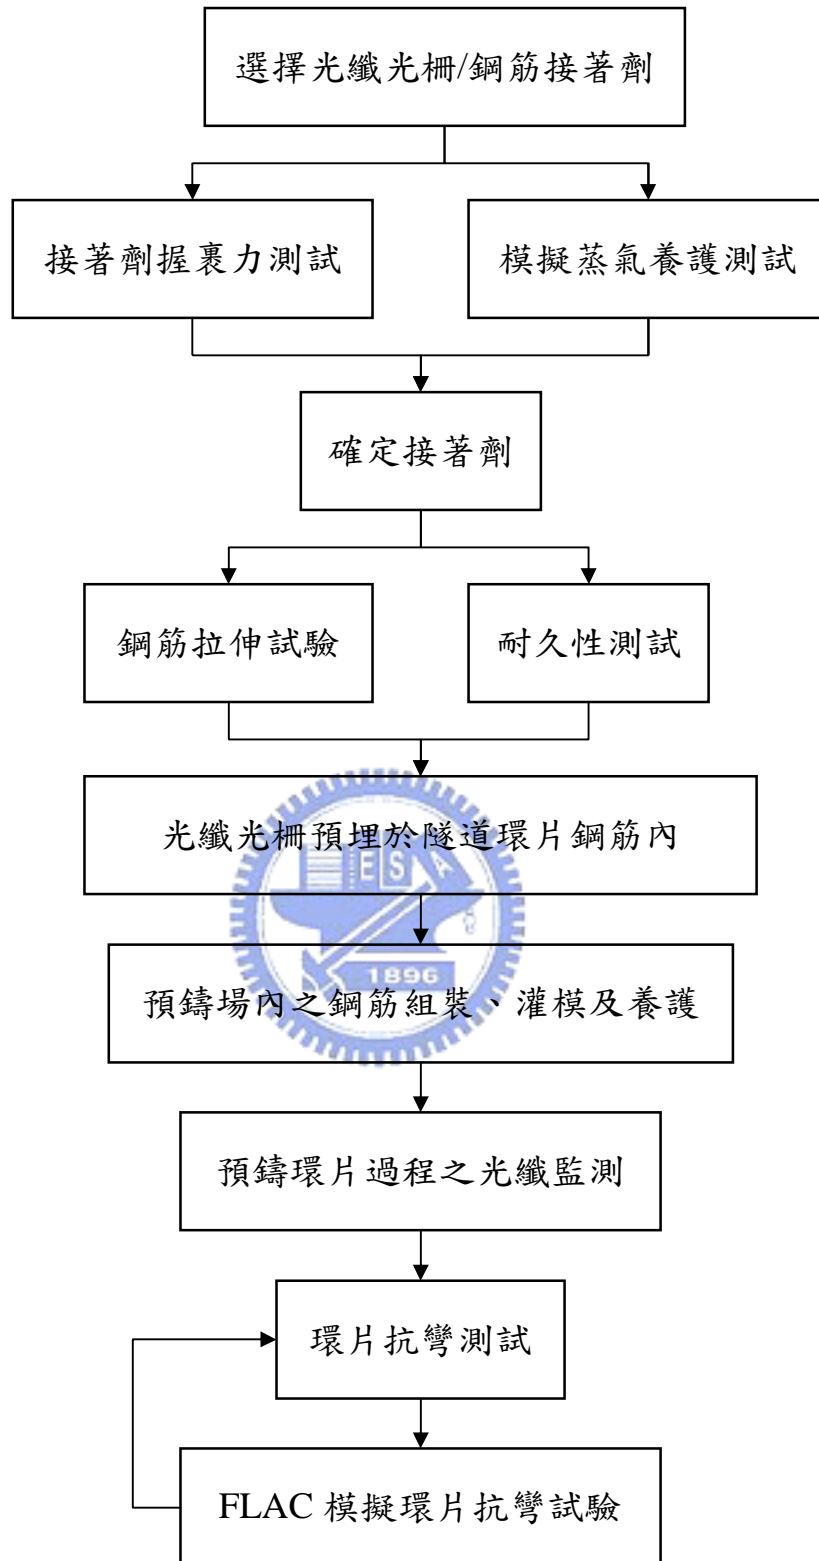 選擇光纖光柵/鋼筋接著劑
接著劑握裹力測試
模擬蒸氣養護測試
確定接著劑
鋼筋拉伸試驗
耐久性測試
光纖光柵預埋於隧道環片鋼筋內
ESA
預鑄場內之鋼筋組裝、灌模及養護
1896
預鑄環片過程之光纖監測
環片抗彎測試
FLAC 模擬環片抗彎試驗